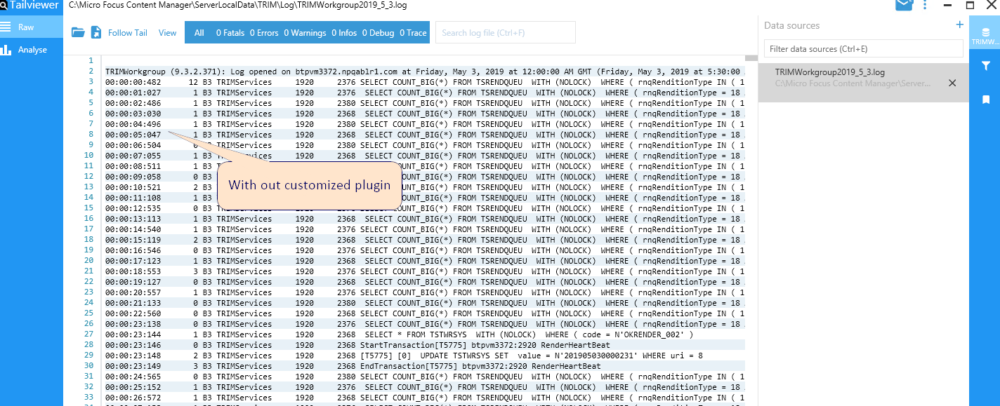 Tailviewer
C:\Micro Focus Content Manager\ServerLocalData\TRIM\Log\TRIMWorkgroup2019_5_3.log
Raw
Analyse
Follow Tail View All 0 Fatals 0 Errors 0 Warnings 0 Infos 0 Debug 0 Trace Search log file (Ctrl+F)
1
2 TRIMWorkgroup (9.3.2.371): Log opened on btpvm3372.npqablr1.com at Friday, May 3, 2019 at 12:00:00 AM GMT (Friday, May 3, 2019 at 5:30:00
3 00:00:00:482 12 B3 TRIMServices 1920 2376 SELECT COUNT_BIG(*) FROM TSRENDQUEU WITH (NOLOCK) WHERE ( rnqRenditionType IN ( 1
4 00:00:01:027 1 B3 TRIMServices 1920 2376 SELECT COUNT_BIG(*) FROM TSRENDQUEU WITH (NOLOCK) WHERE ( rnqRenditionType = 18
5 00:00:02:486 1 B3 TRIMServices 1920 2380 SELECT COUNT_BIG(*) FROM TSRENDQUEU WITH (NOLOCK) WHERE ( rnqRenditionType IN ( 1
6 00:00:03:030 1 B3 TRIMServices 1920 2368 SELECT COUNT_BIG(*) FROM TSRENDQUEU WITH (NOLOCK) WHERE ( rnqRenditionType = 18
7 00:00:04:496 1 B3 TRIMServices 1920 2380 SELECT COUNT_BIG(*) FROM TSRENDQUEU WITH (NOLOCK) WHERE ( rnqRenditionType IN ( 1
8 00:00:05:047 1 B3 TRIMServices 1920 2368 SELECT COUNT_BIG(*) FROM TSRENDQUEU WITH (NOLOCK) WHERE ( rnqRenditionType = 18
9 00:00:06:504 B3 TRIMServices 1920 2380 SELECT COUNT_BIG(*) FROM TSRENDQUEU WITH (NOLOCK) WHERE ( rnqRenditionType IN ( 1
10 00:00:07:055 1 B3 TRIMServices 1920 2368 SELECT COUNT_BIG(*) FROM TSRENDQUEU WITH (NOLOCK) WHERE ( rnqRenditionType = 18
11 00:00:08:511 1 B3 COUNT_BIG(*) FROM TSRENDQUEU WITH (NOLOCK) WHERE ( rnqRenditionType IN ( 1
12 00:00:09:058 0 B3 COUNT_BIG(*) FROM TSRENDQUEU WITH (NOLOCK) WHERE ( rnqRenditionType = 18
13 00:00:10:521 2 B3 COUNT_BIG(*) FROM TSRENDQUEU WITH (NOLOCK) WHERE ( rnqRenditionType IN ( 1
14 00:00:11:108 1 B3 COUNT_BIG(*) FROM TSRENDQUEU WITH (NOLOCK) WHERE ( rnqRenditionType = 18
15 00:00:12:535 0 B3 COUNT_BIG(*) FROM TSRENDQUEU WITH (NOLOCK) WHERE ( rnqRenditionType IN ( 1
With out customized plugin
16 00:00:13:113 1 B3 TRIMServices 1920 2368 SELECT COUNT_BIG(*) FROM TSRENDQUEU WITH (NOLOCK) WHERE ( rnqRenditionType = 18
17 00:00:14:540 1 B3 TRIMServices 1920 2376 SELECT COUNT_BIG(*) FROM TSRENDQUEU WITH (NOLOCK) WHERE ( rnqRenditionType IN ( 1
18 00:00:15:119 2 B3 TRIMServices 1920 2368 SELECT COUNT_BIG(*) FROM TSRENDQUEU WITH (NOLOCK) WHERE ( rnqRenditionType = 18
19 00:00:16:546 0 B3 TRIMServices 1920 2376 SELECT COUNT_BIG(*) FROM TSRENDQUEU WITH (NOLOCK) WHERE ( rnqRenditionType IN ( 1
20 00:00:17:123 1 B3 TRIMServices 1920 2368 SELECT COUNT_BIG(*) FROM TSRENDQUEU WITH (NOLOCK) WHERE ( rnqRenditionType = 18
21 00:00:18:553 3 B3 TRIMServices 1920 2376 SELECT COUNT_BIG(*) FROM TSRENDQUEU WITH (NOLOCK) WHERE ( rnqRenditionType IN ( 1
22 00:00:19:127 0 B3 TRIMServices 1920 2368 SELECT COUNT_BIG(*) FROM TSRENDQUEU WITH (NOLOCK) WHERE ( rnqRenditionType = 18
23 00:00:20:557 1 B3 TRIMServices 1920 2376 SELECT COUNT_BIG(*) FROM TSRENDQUEU WITH (NOLOCK) WHERE ( rnqRenditionType IN ( 1
24 00:00:21:133 0 B3 TRIMServices 1920 2380 SELECT COUNT_BIG(*) FROM TSRENDQUEU WITH (NOLOCK) WHERE ( rnqRenditionType = 18
25 00:00:22:560 0 B3 TRIMServices 1920 2368 SELECT COUNT_BIG(*) FROM TSRENDQUEU WITH (NOLOCK) WHERE ( rnqRenditionType IN ( 1
26 00:00:23:138 0 B3 TRIMServices 1920 2376 SELECT COUNT_BIG(*) FROM TSRENDQUEU WITH (NOLOCK) WHERE ( rnqRenditionType = 18
27 00:00:23:144 1 B3 TRIMServices 1920 2368 SELECT * FROM TSTWRSYS WITH (NOLOCK) WHERE ( code = N'OKRENDER_002' )
28 00:00:23:146 0 B3 TRIMServices 1920 2368 StartTransaction[T5775] btpvm3372:2920 RenderHeartBeat
29 00:00:23:148 2 B3 TRIMServices 1920 2368 [T5775] [0] UPDATE TSTWRSYS SET value = N'201905030000231' WHERE uri = 8
30 00:00:23:149 3 B3 TRIMServices 1920 2368 EndTransaction[T5775] btpvm3372:2920 RenderHeartBeat
31 00:00:24:565 0 B3 TRIMServices 1920 2380 SELECT COUNT_BIG(*) FROM TSRENDQUEU WITH (NOLOCK) WHERE ( rnqRenditionType IN ( 1
32 00:00:25:152 1 B3 TRIMServices 1920 2376 SELECT COUNT_BIG(*) FROM TSRENDQUEU WITH (NOLOCK) WHERE ( rnqRenditionType = 18
33 00:00:26:572 1 B3 TRIMServices 1920 2368 SELECT COUNT_BIG(*) FROM TSRENDQUEU WITH (NOLOCK) WHERE ( rnqRenditionType IN ( 1
Data sources
Filter data sources (Ctrl+E)
TRIMWorkgroup2019_5_3.log
C:\Micro Focus Content Manager\Server...
TRIMW...